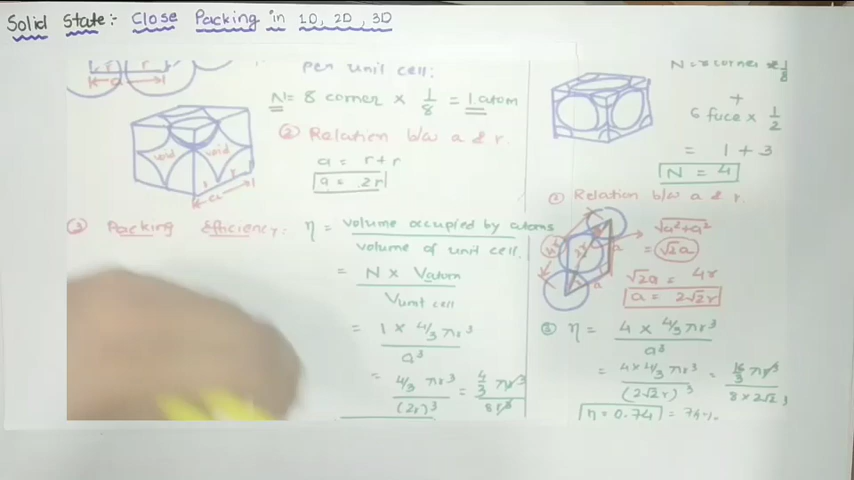 Solid State:- Close Packing in 1D, 2D, 3D
r r
a
per unit cell:
N = 8 corner × 1/8 = 1 atom
② Relation b/w a & r.
a = r + r
a = 2r
void void
r r
a
③ Packing Efficiency: η = volume occupied by atoms / volume of unit cell.
= N × Vatom / Vunit cell
= 1 × 4/3 πr³ / a³
= 4/3 πr³ / (2r)³ = 4/3 πr³ / 8r³
N = 8 corner × 1/8
+
6 face × 1/2
= 1 + 3
N = 4
② Relation b/w a & r.
√a²+a²
= √2a
a
a
√2a = 4r
a = 2√2r
③ η = 4 × 4/3 πr³ / a³
= 4 × 4/3 πr³ / (2√2r)³ = 16/3 πr³ / 8 × 2√2
η = 0.74 = 74%